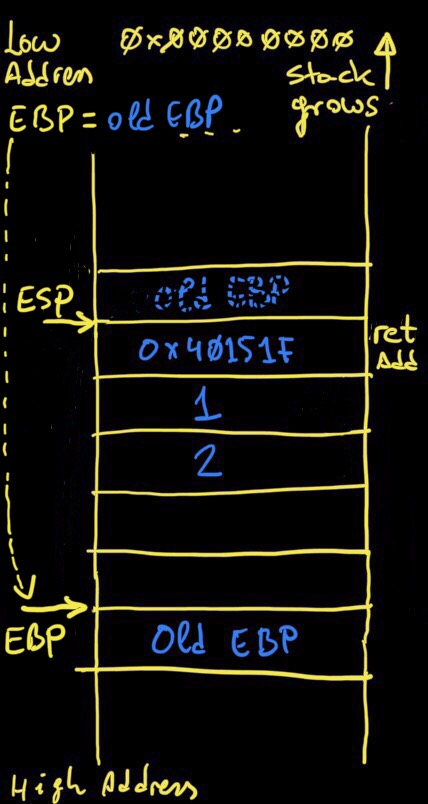 Low
Address
0x00000000
Stack
grows
EBP = old EBP
old EBP
ESP
0x40151F
ret
Add
1
2
EBP
Old EBP
High Address